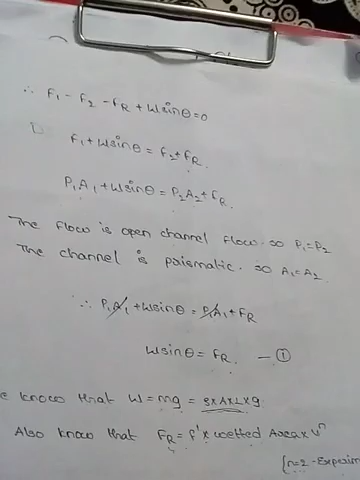 ∴ F₁ - F₂ - FR + Wsinθ = 0
F₁ + Wsinθ = F₂ + FR.
P₁A₁ + Wsinθ = P₂A₂ + FR.
The flow is open channel flow. so P₁ = P₂
The channel is prismatic. so A₁ = A₂
∴ P₁A₁ + Wsinθ = P₁A₁ + FR
Wsinθ = FR. — ①
e know that W = mg = ρ×A×L×g.
Also know that FR = f' × wetted Area × vⁿ
{n=2 - Experim